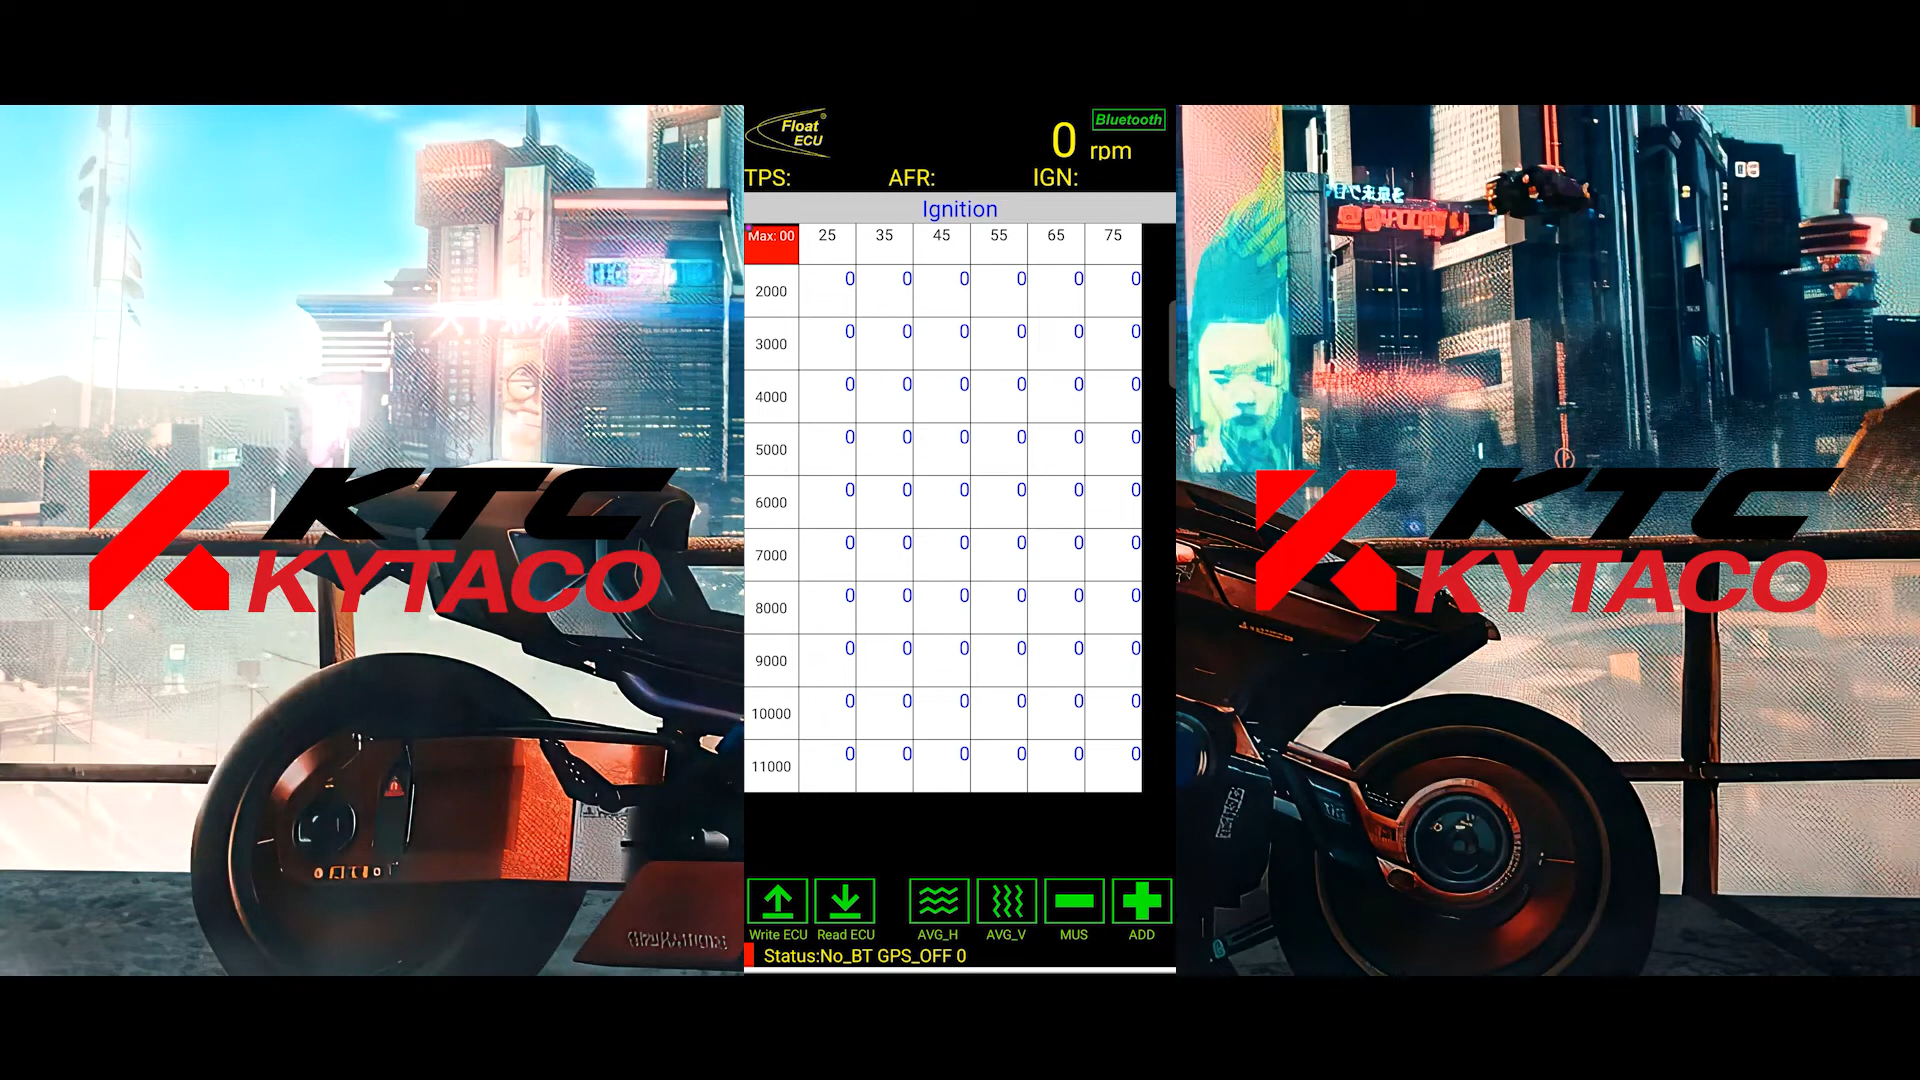 Float
ECU
0 rpm
Bluetooth
TPS: AFR: IGN:
Ignition
Max: 00 25 35 45 55 65 75
2000 0 0 0 0 0 0
3000 0 0 0 0 0 0
4000 0 0 0 0 0 0
5000 0 0 0 0 0 0
6000 0 0 0 0 0 0
7000 0 0 0 0 0 0
8000 0 0 0 0 0 0
9000 0 0 0 0 0 0
10000 0 0 0 0 0 0
11000 0 0 0 0 0 0
Write ECU Read ECU AVG_H AVG_V MUS ADD
Status:No_BT GPS_OFF 0
KTC
KYTACO
KTC
KYTACO